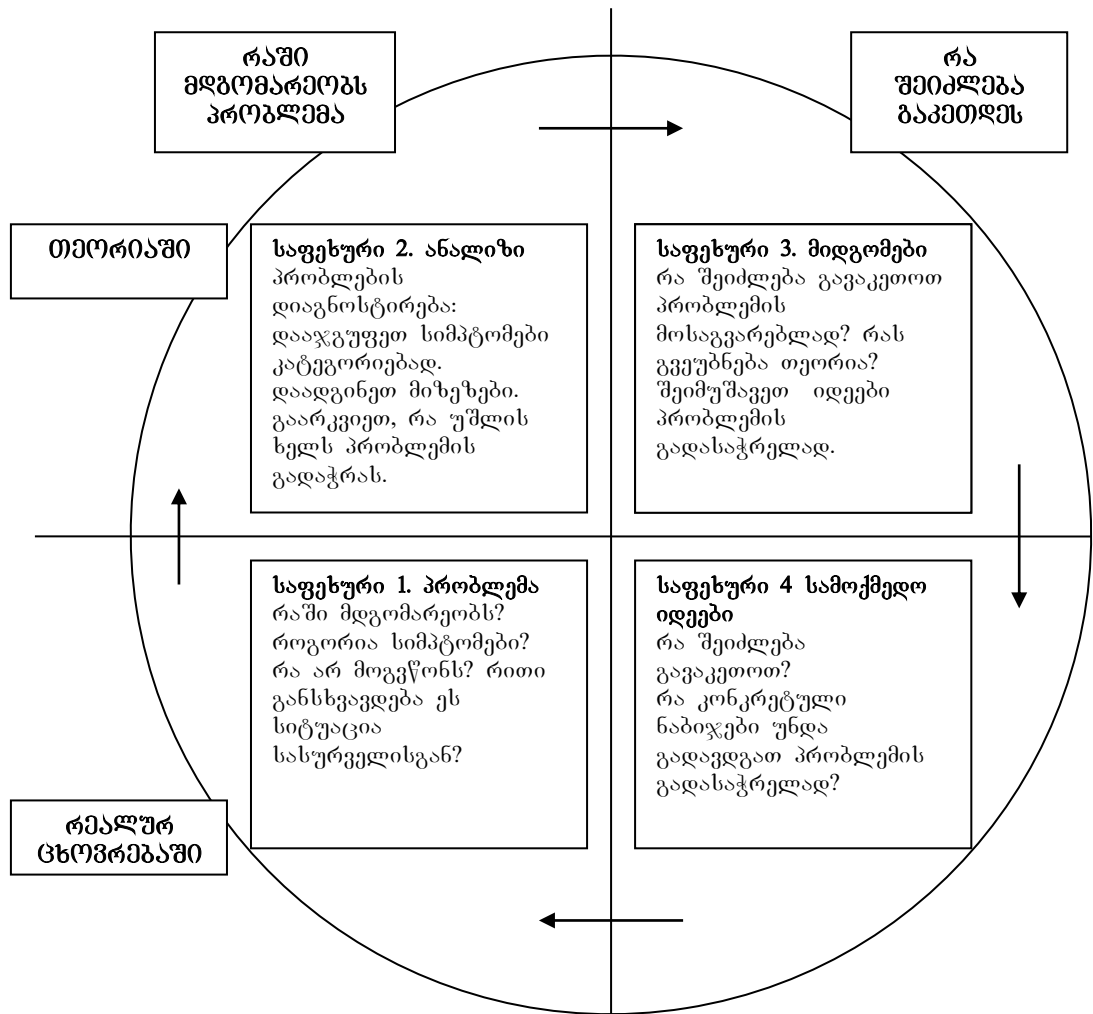 რაში
მდგომარეობს
პრობლემა
რა
შეიძლება
გაკეთდეს
თეორიაში
საფეხური 2. ანალიზი
პრობლების
დიაგნოსტირება:
დააჯგუფეთ სიმპტომები
კატეგორიებად.
დაადგინეთ მიზეზები.
გაარკვიეთ, რა უშლის
ხელს პრობლემის
გადაჭრას.
საფეხური 3. მიდგომები
რა შეიძლება გავაკეთოთ
პრობლემის
მოსაგვარებლად? რას
გვეუბნება თეორია?
შეიმუშავეთ იდეები
პრობლემის
გადასაჭრელად.
საფეხური 1. პრობლემა
რაში მდგომარეობს?
როგორია სიმპტომები?
რა არ მოგვწონს? რითი
განსხვავდება ეს
სიტუაცია
სასურველისგან?
საფეხური 4 სამოქმედო
იდეები
რა შეიძლება
გავაკეთოთ?
რა კონკრეტული
ნაბიჯები უნდა
გადავდგათ პრობლემის
გადასაჭრელად?
რეალურ
ცხოვრებაში